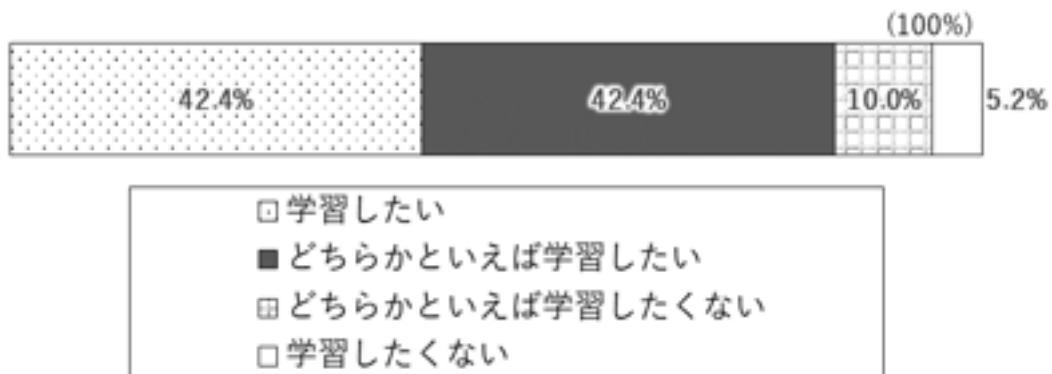 (100%)
42.4% 42.4% 10.0% 5.2%
学習したい
どちらかといえば学習したい
どちらかといえば学習したくない
学習したくない